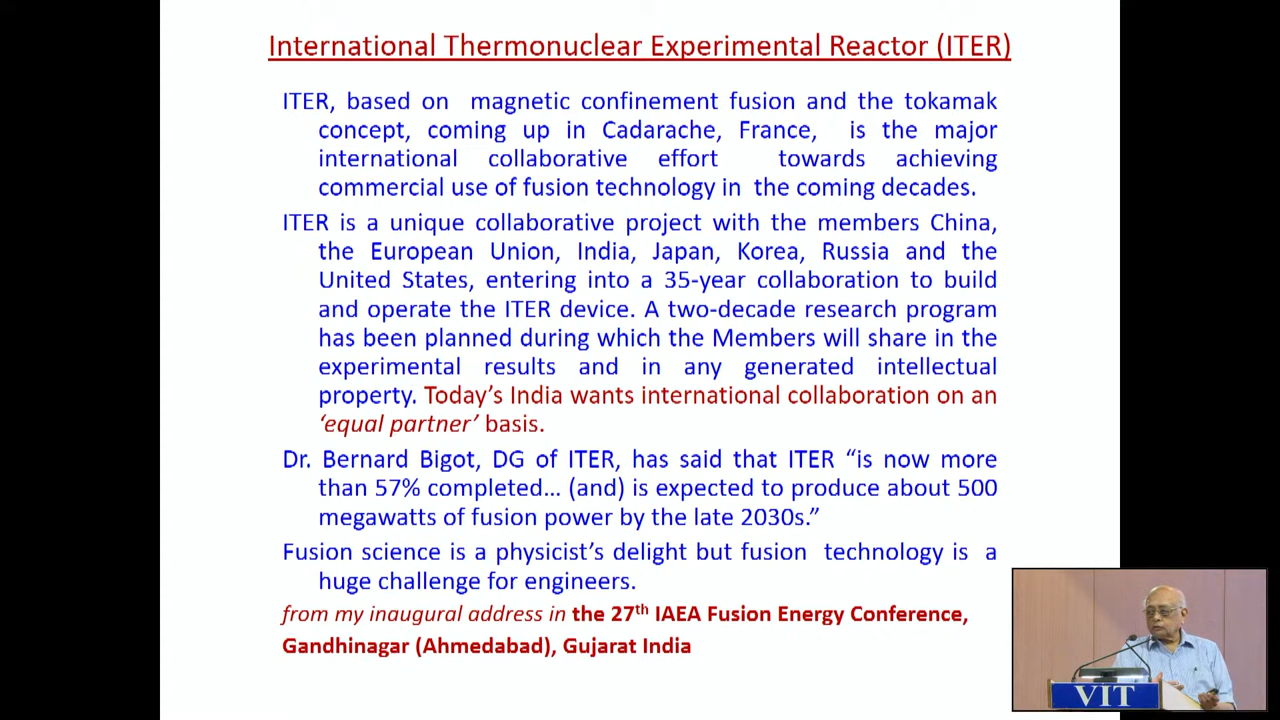 International Thermonuclear Experimental Reactor (ITER)
ITER, based on magnetic confinement fusion and the tokamak
concept, coming up in Cadarache, France, is the major
international collaborative effort towards achieving
commercial use of fusion technology in the coming decades.
ITER is a unique collaborative project with the members China,
the European Union, India, Japan, Korea, Russia and the
United States, entering into a 35-year collaboration to build
and operate the ITER device. A two-decade research program
has been planned during which the Members will share in the
experimental results and in any generated intellectual
property. Today’s India wants international collaboration on an
‘equal partner’ basis.
Dr. Bernard Bigot, DG of ITER, has said that ITER “is now more
than 57% completed... (and) is expected to produce about 500
megawatts of fusion power by the late 2030s.”
Fusion science is a physicist’s delight but fusion technology is a
huge challenge for engineers.
from my inaugural address in the 27th IAEA Fusion Energy Conference,
Gandhinagar (Ahmedabad), Gujarat India
VIT